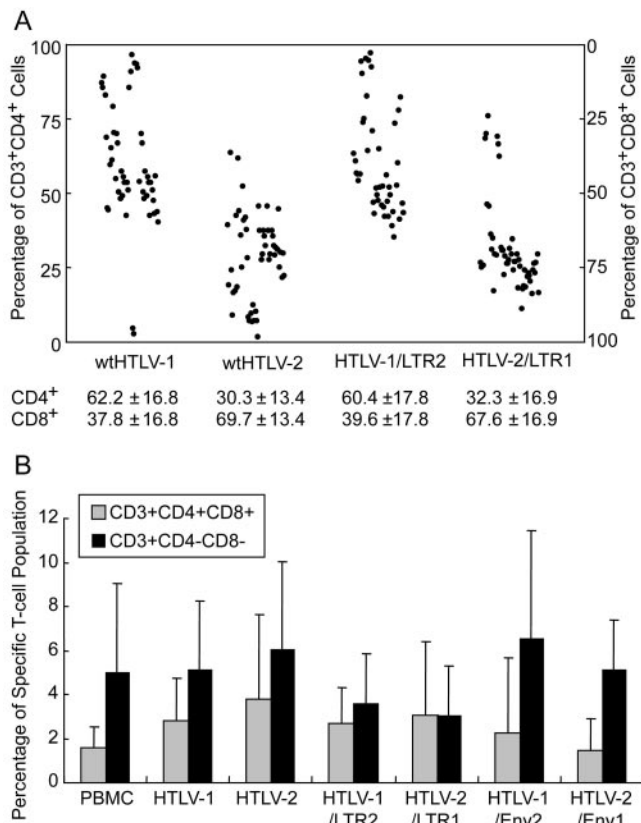 A
Percentage of CD3+CD4+ Cells
100
75
50
25
0
0
25
50
75
100
Percentage of CD3+CD8+ Cells
wtHTLV-1 wtHTLV-2 HTLV-1/LTR2 HTLV-2/LTR1
CD4+ 62.2 ±16.8 30.3 ±13.4 60.4 ±17.8 32.3 ±16.9
CD8+ 37.8 ±16.8 69.7 ±13.4 39.6 ±17.8 67.6 ±16.9
B
Percentage of Specific T-cell Population
12
10
8
6
4
2
0
CD3+CD4+CD8+
CD3+CD4-CD8-
PBMC HTLV-1 HTLV-2 HTLV-1 HTLV-2 HTLV-1 HTLV-2
/LTR2 /LTR1 /Env2 /Env1